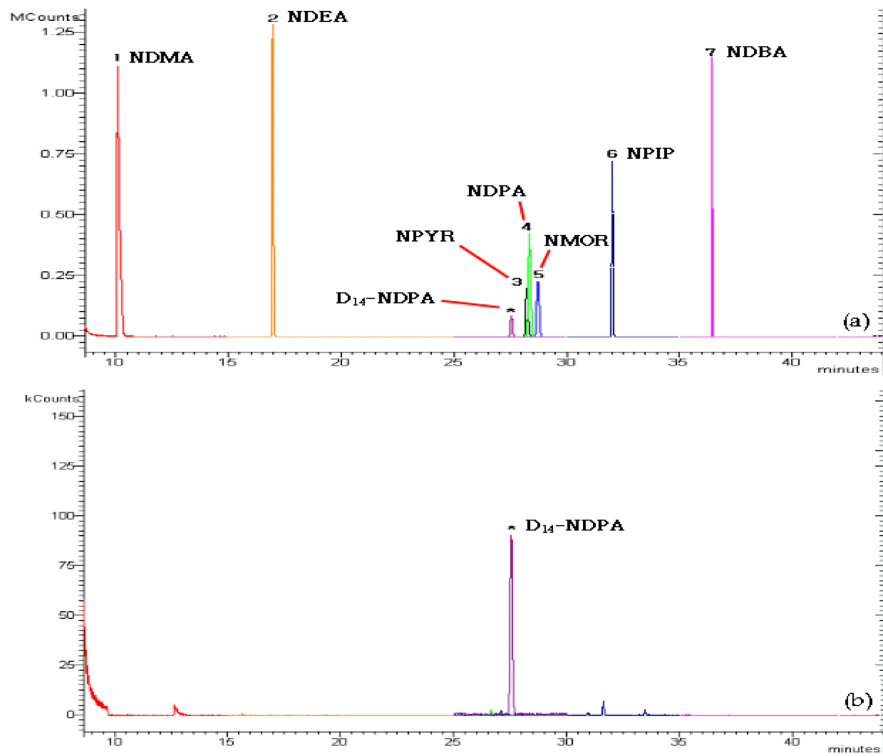 MCounts
1.25
1.00
0.75
0.50
0.25
0.00
1 NDMA
2 NDEA
7 NDBA
6 NPIP
NDPA
4
NPYR
NMOR
3
5
D₁₄-NDPA
*
(a)
10 15 20 25 30 35 40
minutes
kCounts
150
100
75
50
25
0
* D₁₄-NDPA
(b)
10 15 20 25 30 35 40
minutes